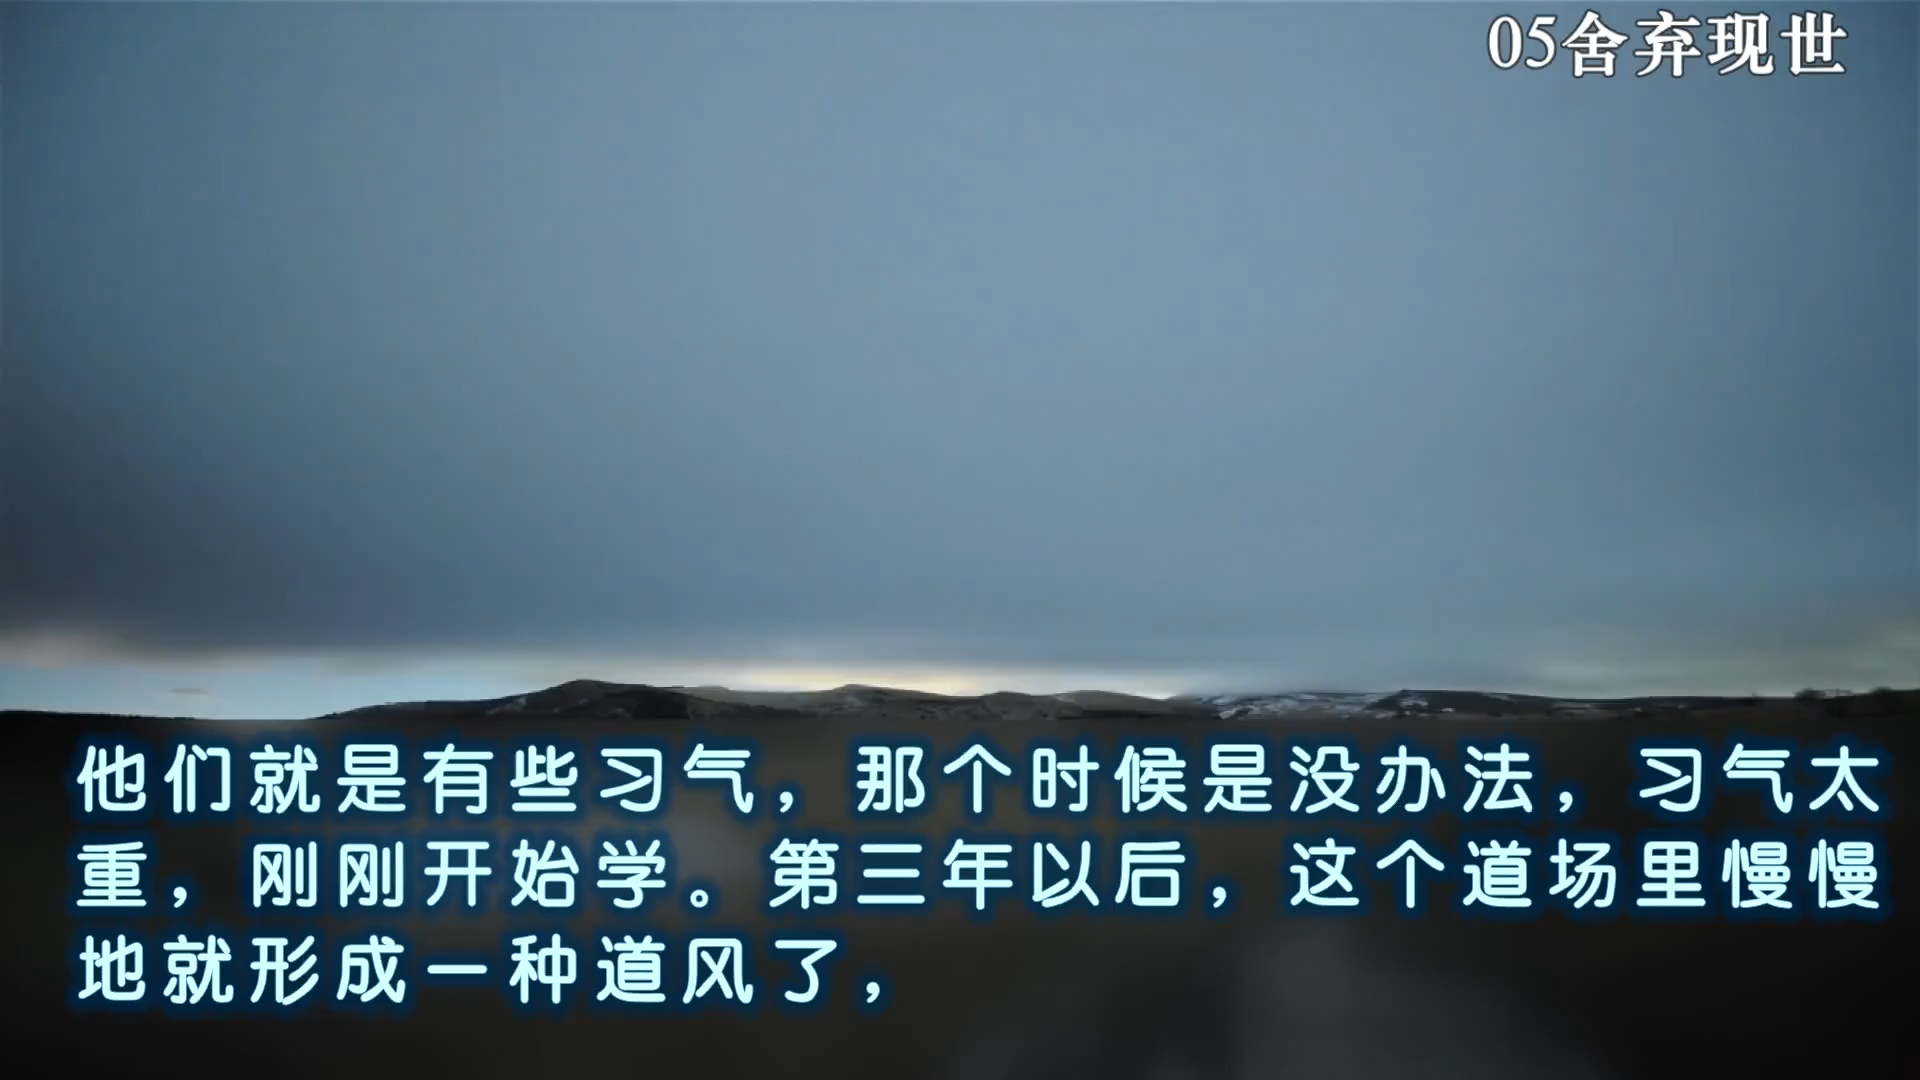 05舍弃现世
他们就是有些习气，那个时候是没办法，习气太
重，刚刚开始学。第三年以后，这个道场里慢慢
地就形成一种道风了，